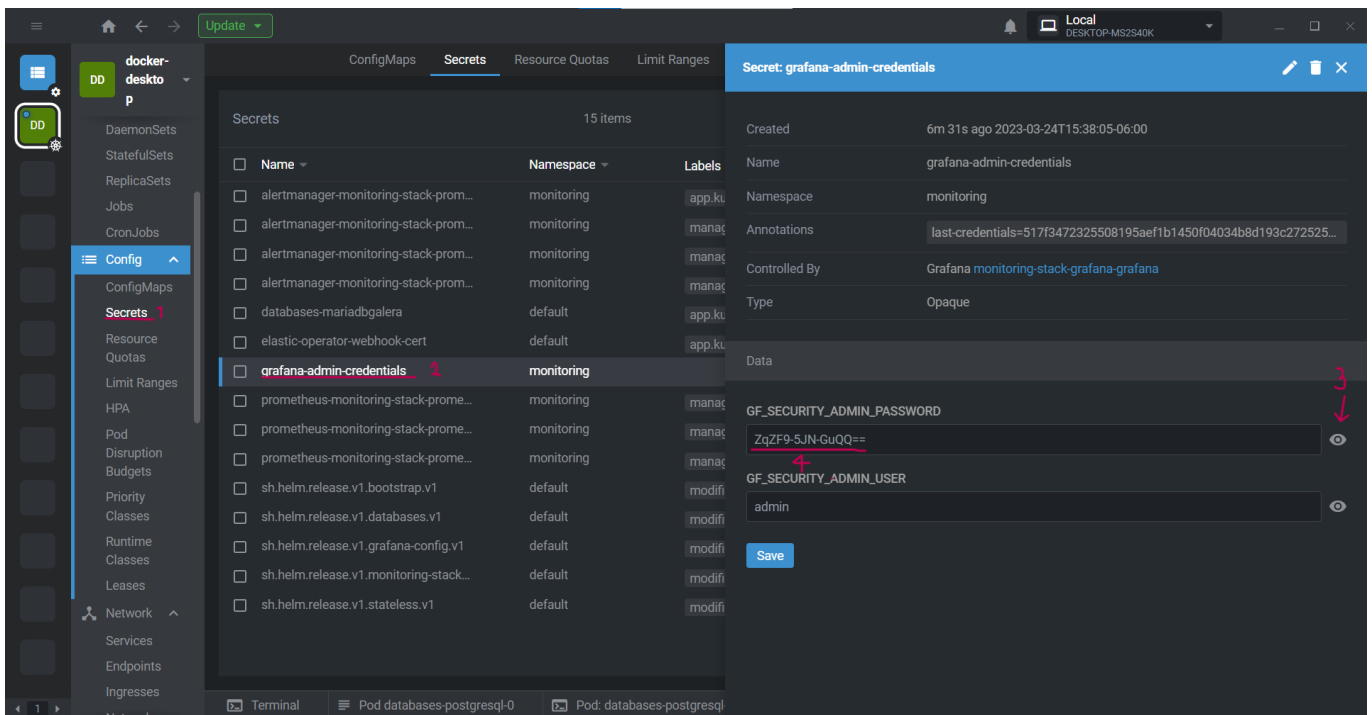 Update
Local
DESKTOP-MS2S40K
DD
DD
docker-
deskto
p
DaemonSets
StatefulSets
ReplicaSets
Jobs
CronJobs
Config
ConfigMaps
Secrets 1
Resource
Quotas
Limit Ranges
HPA
Pod
Disruption
Budgets
Priority
Classes
Runtime
Classes
Leases
Network
Services
Endpoints
Ingresses
1
ConfigMaps Secrets Resource Quotas Limit Ranges
Secrets 15 items
Name Namespace Labels
alertmanager-monitoring-stack-prom... monitoring app.ku
alertmanager-monitoring-stack-prom... monitoring manag
alertmanager-monitoring-stack-prom... monitoring manag
alertmanager-monitoring-stack-prom... monitoring manag
databases-mariadbgalera default app.ku
elastic-operator-webhook-cert default app.ku
grafana-admin-credentials 2 monitoring
prometheus-monitoring-stack-prome... monitoring manag
prometheus-monitoring-stack-prome... monitoring manag
prometheus-monitoring-stack-prome... monitoring manag
sh.helm.release.v1.bootstrap.v1 default modifi
sh.helm.release.v1.databases.v1 default modifi
sh.helm.release.v1.grafana-config.v1 default modifi
sh.helm.release.v1.monitoring-stack... default modifi
sh.helm.release.v1.stateless.v1 default modifi
Terminal Pod databases-postgresql-0 Pod: databases-postgresql-
Secret: grafana-admin-credentials
Created 6m 31s ago 2023-03-24T15:38:05-06:00
Name grafana-admin-credentials
Namespace monitoring
Annotations last-credentials=517f3472325508195aef1b1450f04034b8d193c272525...
Controlled By Grafana monitoring-stack-grafana-grafana
Type Opaque
Data
3
GF_SECURITY_ADMIN_PASSWORD
ZqZF9-5JN-GuQQ==
4
GF_SECURITY_ADMIN_USER
admin
Save